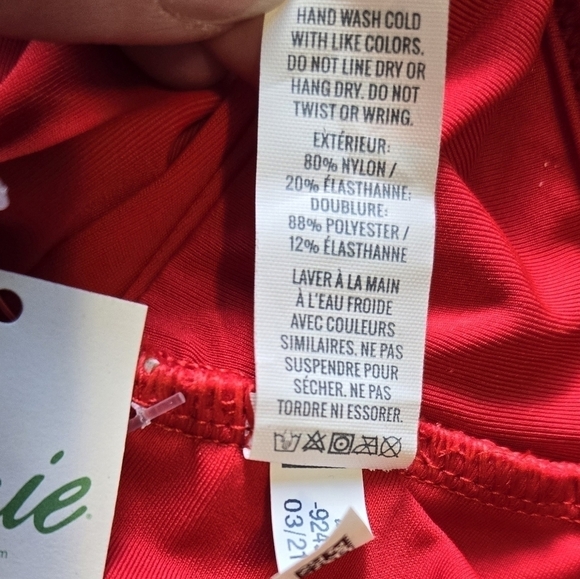 HAND WASH COLD
WITH LIKE COLORS.
DO NOT LINE DRY OR
HANG DRY. DO NOT
TWIST OR WRING.
EXTÉRIEUR:
80% NYLON /
20% ÉLASTHANNE;
DOUBLURE:
88% POLYESTER /
12% ÉLASTHANNE
LAVER À LA MAIN
À L'EAU FROIDE
AVEC COULEURS
SIMILAIRES. NE PAS
SUSPENDRE POUR
SÉCHER. NE PAS
TORDRE NI ESSORER.
ie
m
-924
03/21